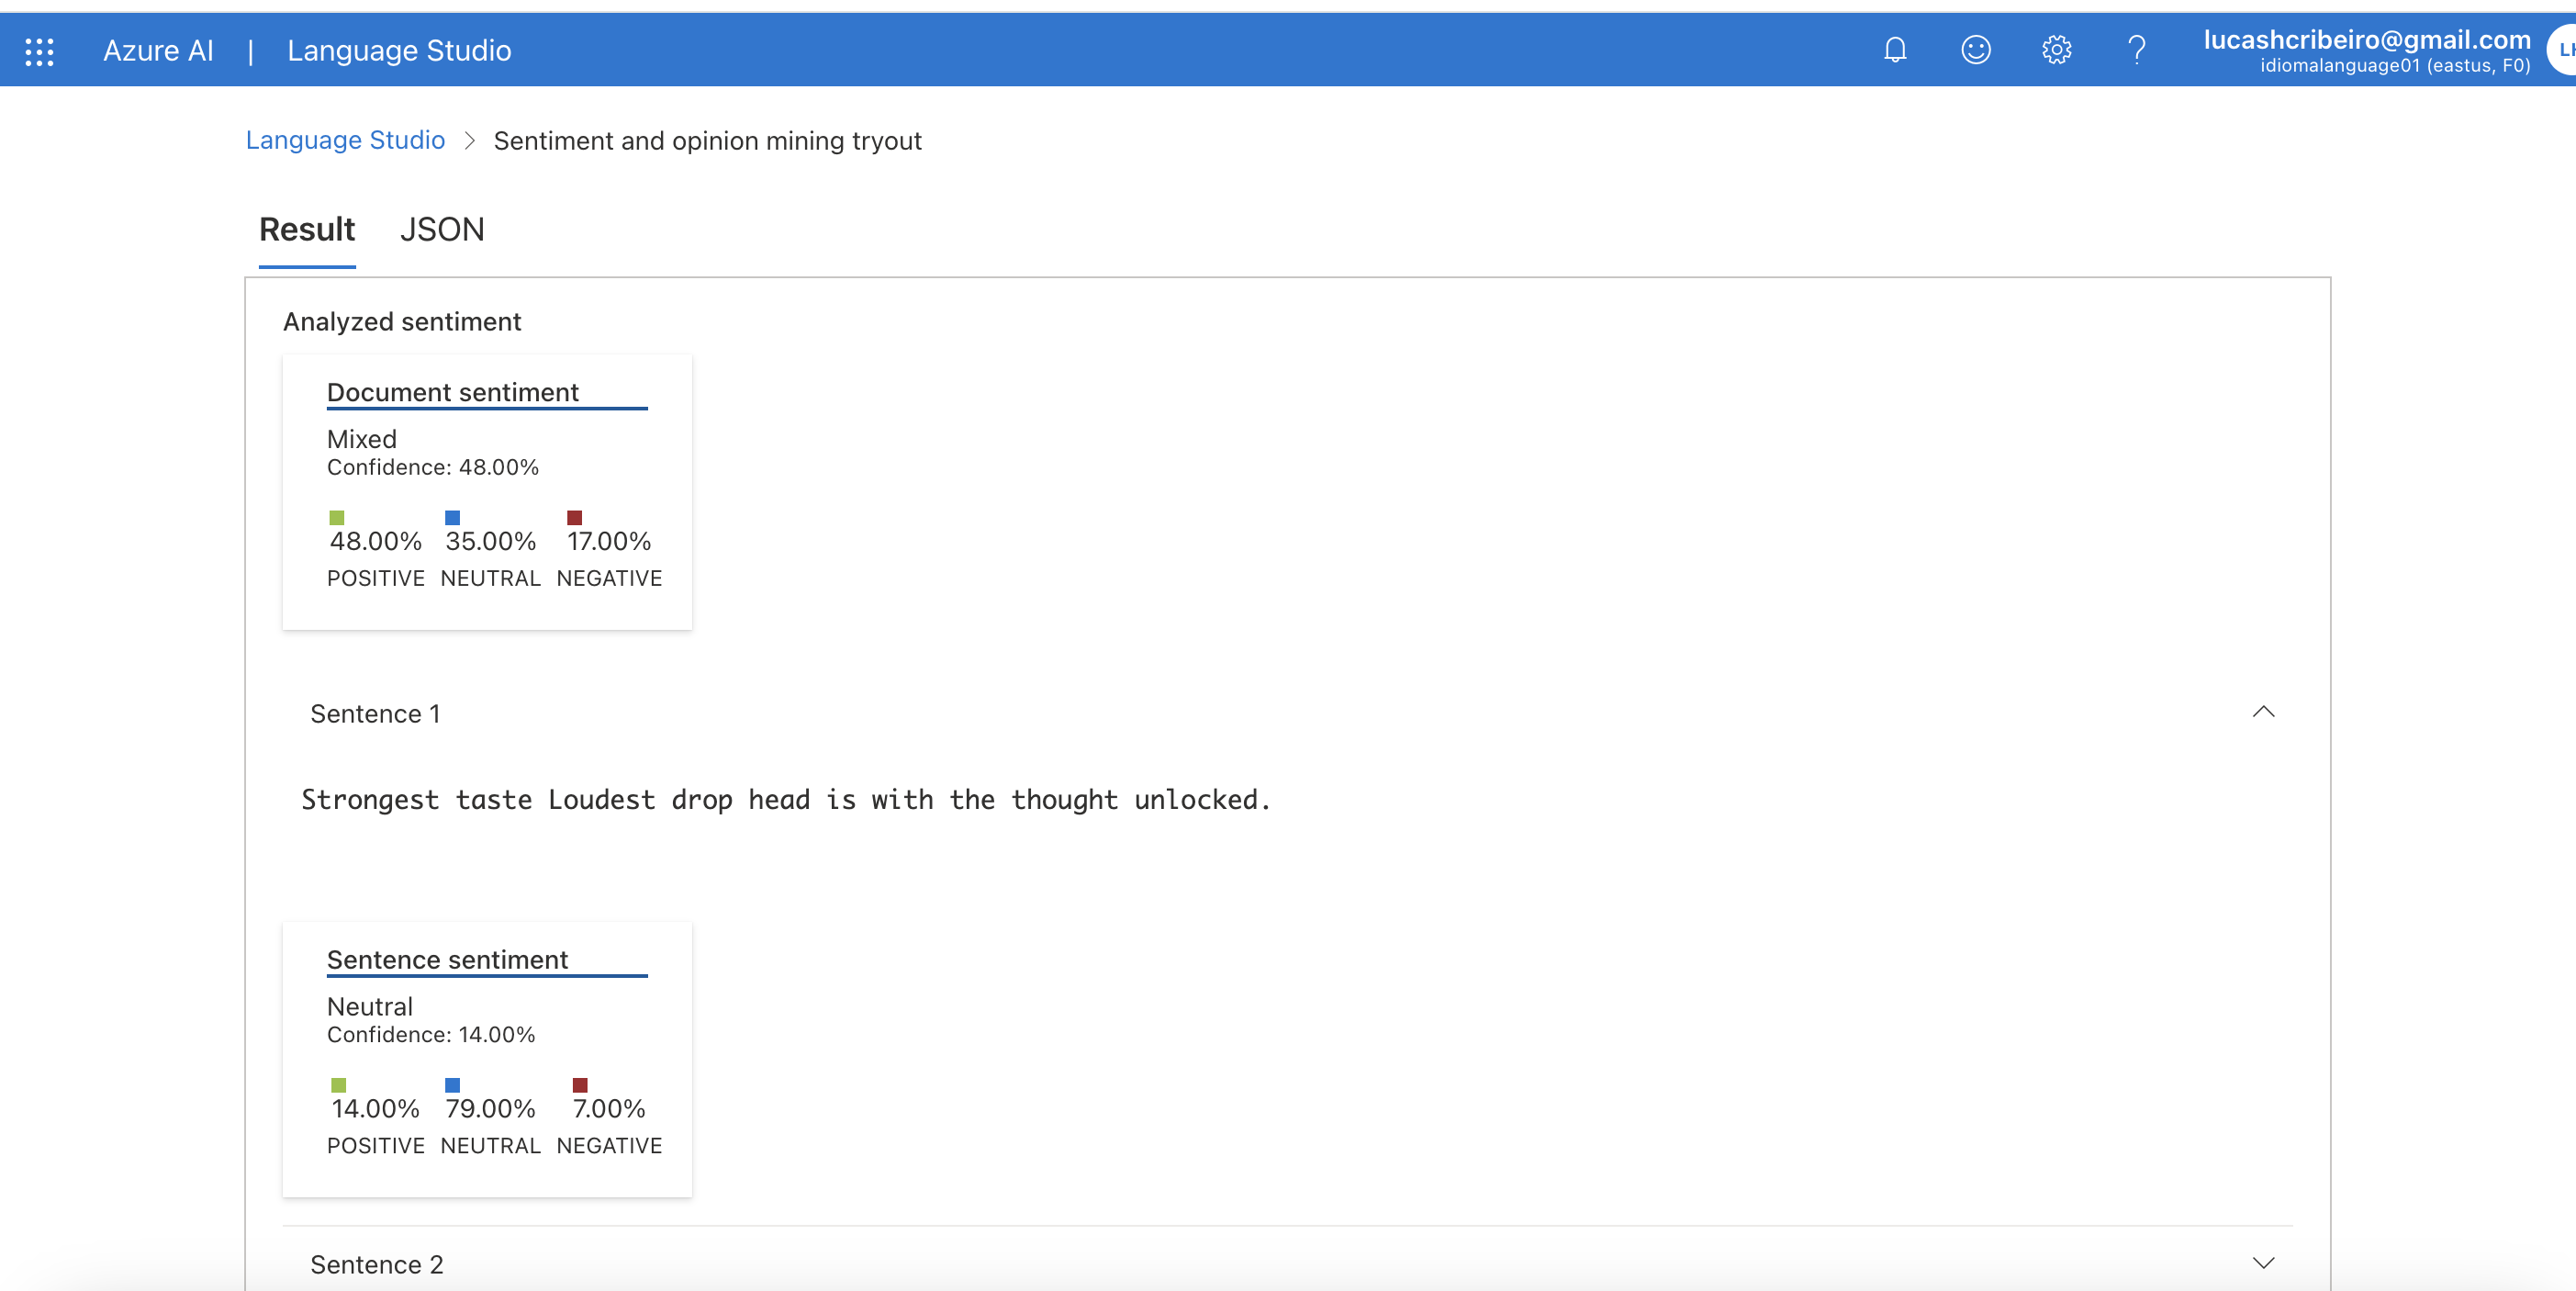 Azure AI | Language Studio
lucashcribeiro@gmail.com
idiomalanguage01 (eastus, F0)
Language Studio > Sentiment and opinion mining tryout
Result JSON
Analyzed sentiment
Document sentiment
Mixed
Confidence: 48.00%
48.00% 35.00% 17.00%
POSITIVE NEUTRAL NEGATIVE
Sentence 1
Strongest taste Loudest drop head is with the thought unlocked.
Sentence sentiment
Neutral
Confidence: 14.00%
14.00% 79.00% 7.00%
POSITIVE NEUTRAL NEGATIVE
Sentence 2